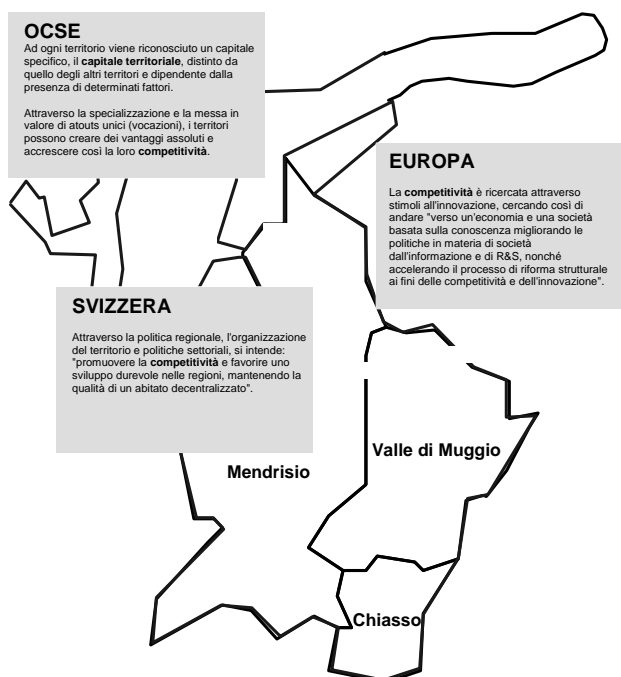 OCSE
Ad ogni territorio viene riconosciuto un capitale
specifico, il capitale territoriale, distinto da
quello degli altri territori e dipendente dalla
presenza di determinati fattori.
Attraverso la specializzazione e la messa in
valore di atouts unici (vocazioni), i territori
possono creare dei vantaggi assoluti e
accrescere così la loro competitività.
EUROPA
La competitività è ricercata attraverso
stimoli all'innovazione, cercando così di
andare "verso un'economia e una società
basata sulla conoscenza migliorando le
politiche in materia di società
dall'informazione e di R&S, nonché
accelerando il processo di riforma strutturale
ai fini delle competitività e dell'innovazione".
SVIZZERA
Attraverso la politica regionale, l'organizzazione
del territorio e politiche settoriali, si intende:
"promuovere la competitività e favorire uno
sviluppo durevole nelle regioni, mantenendo la
qualità di un abitato decentralizzato".
Valle di Muggio
Mendrisio
Chiasso